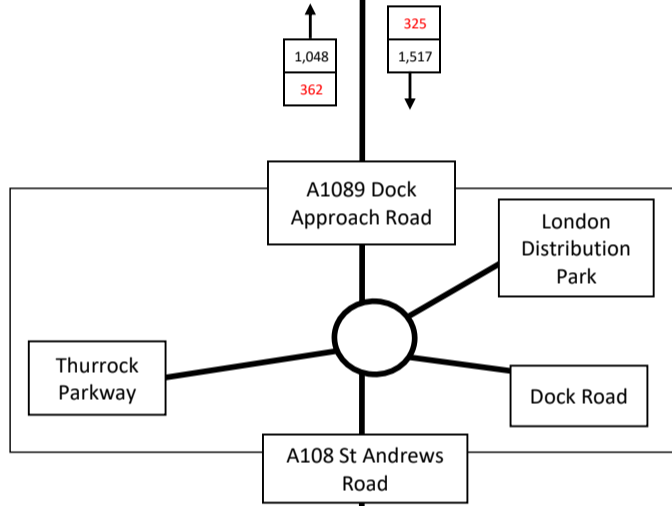 325
1,048
1,517
362
A1089 Dock
Approach Road
London
Distribution
Park
Thurrock
Parkway
Dock Road
A108 St Andrews
Road